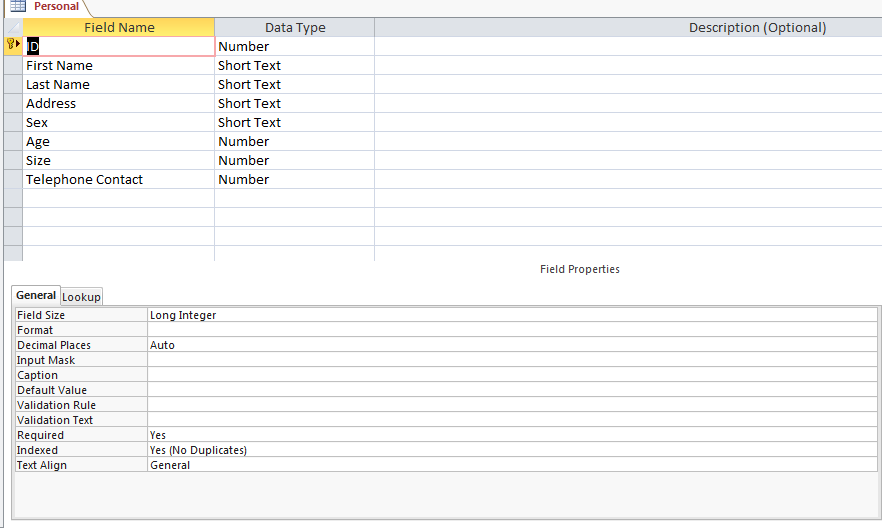 Personal
Field Name Data Type Description (Optional)
ID Number
First Name Short Text
Last Name Short Text
Address Short Text
Sex Short Text
Age Number
Size Number
Telephone Contact Number
Field Properties
General Lookup
Field Size Long Integer
Format
Decimal Places Auto
Input Mask
Caption
Default Value
Validation Rule
Validation Text
Required Yes
Indexed Yes (No Duplicates)
Text Align General